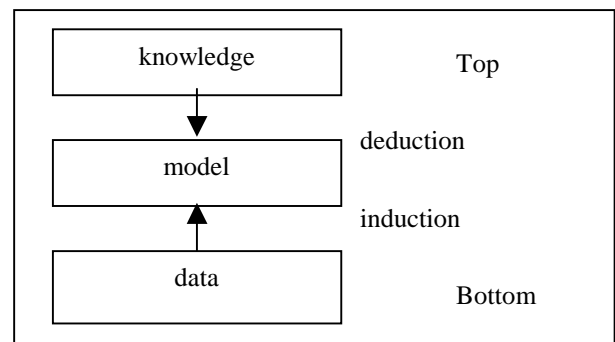 knowledge
Top
deduction
model
induction
data
Bottom